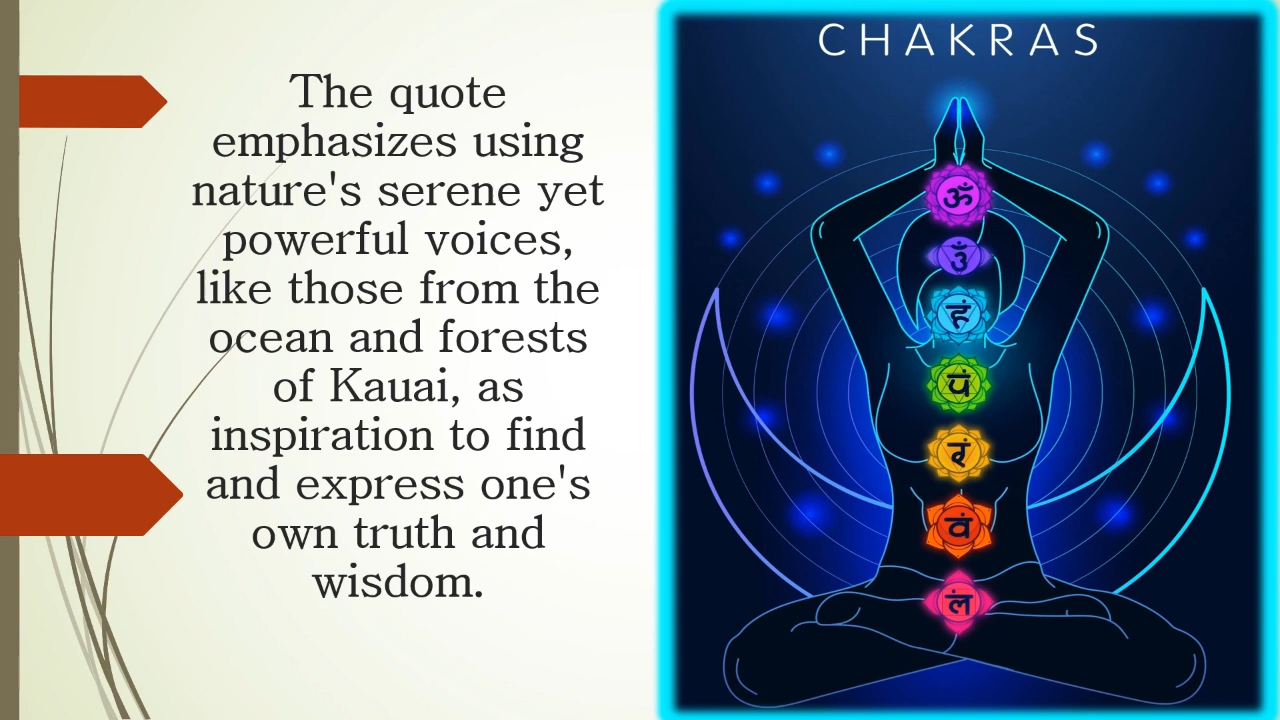 The quote
emphasizes using
nature's serene yet
powerful voices,
like those from the
ocean and forests
of Kauai, as
inspiration to find
and express one's
own truth and
wisdom.
CHAKRAS
ॐ
ॐ
हं
पं
रं
वं
लं